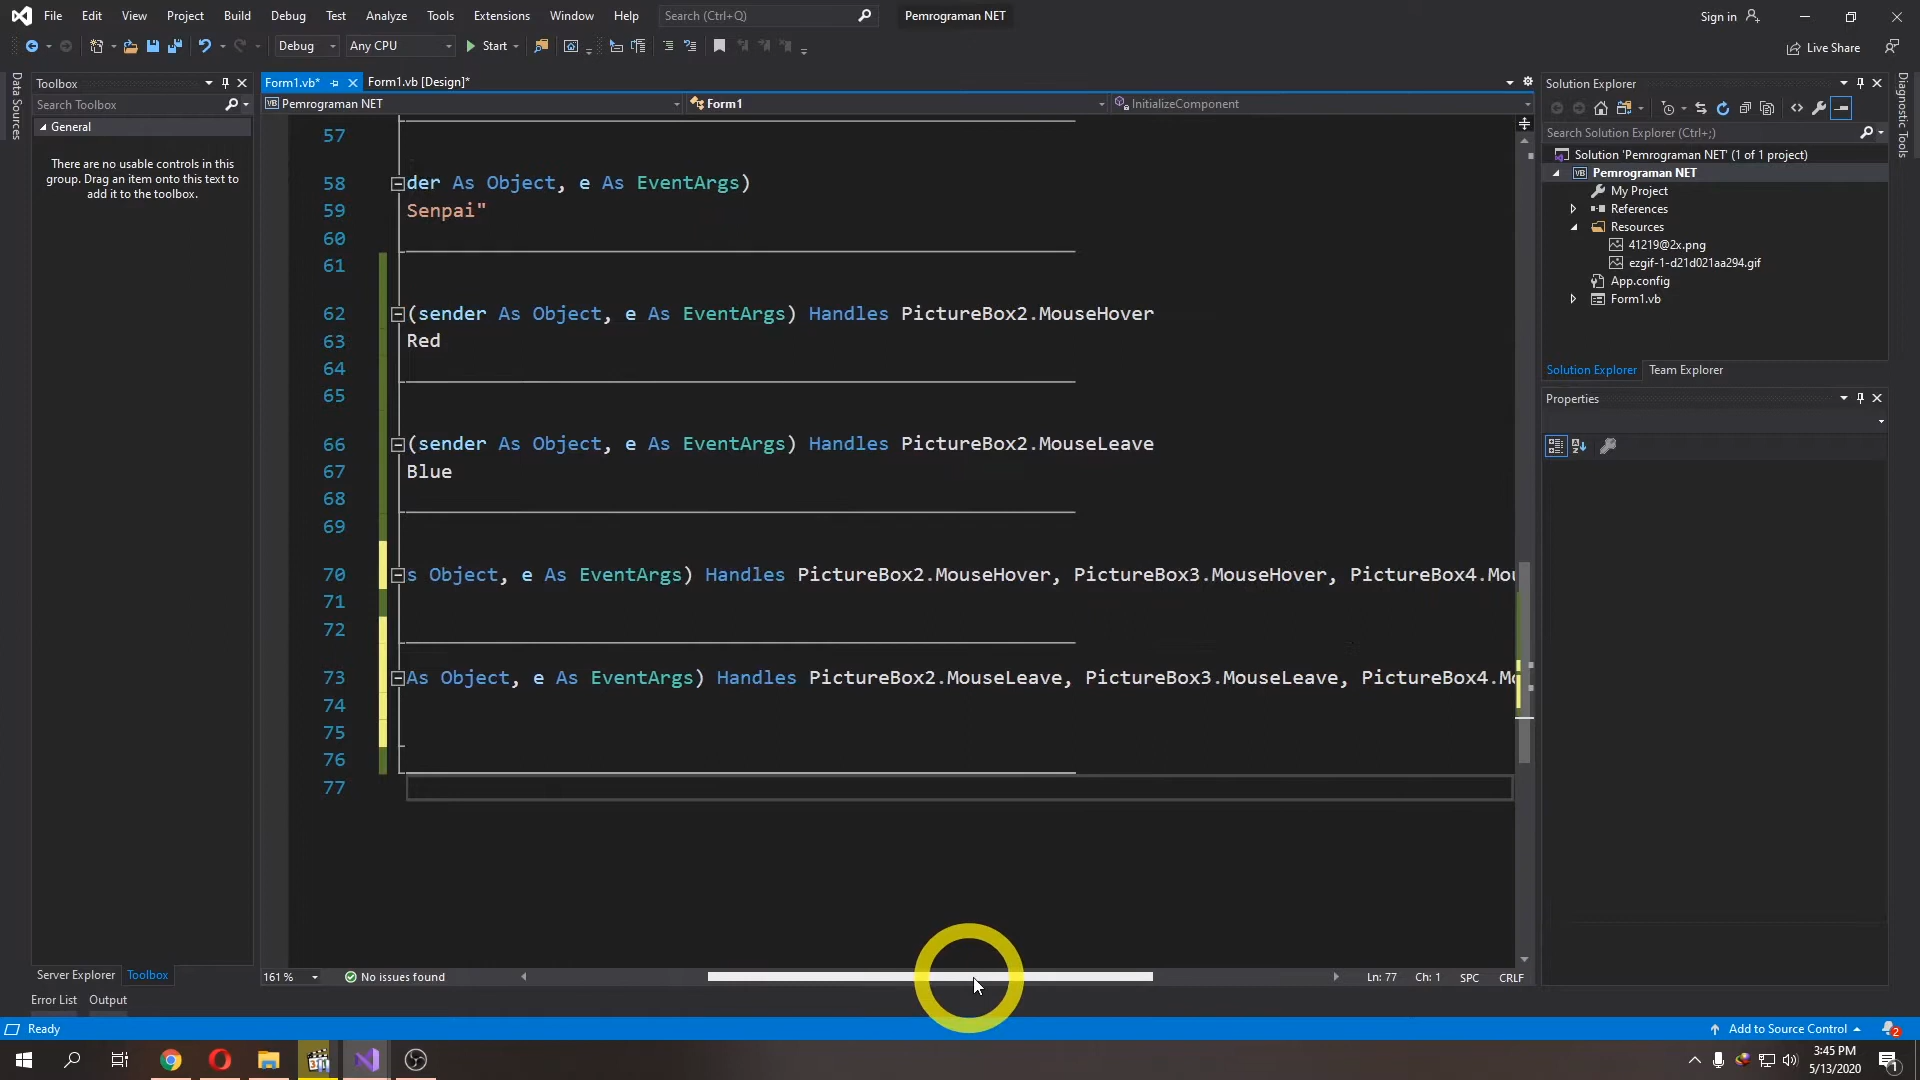 File Edit View Project Build Debug Test Analyze Tools Extensions Window Help Search (Ctrl+Q) Pemrograman NET Sign in
Debug Any CPU Start Live Share
Data Sources
Toolbox
Search Toolbox
General
There are no usable controls in this
group. Drag an item onto this text to
add it to the toolbox.
Server Explorer Toolbox
Form1.vb* Form1.vb [Design]*
Pemrograman NET Form1 InitializeComponent
57
58 der As Object, e As EventArgs)
59 Senpai"
60
61
62 (sender As Object, e As EventArgs) Handles PictureBox2.MouseHover
63 Red
64
65
66 (sender As Object, e As EventArgs) Handles PictureBox2.MouseLeave
67 Blue
68
69
70 s Object, e As EventArgs) Handles PictureBox2.MouseHover, PictureBox3.MouseHover, PictureBox4.Mou
71
72
73 As Object, e As EventArgs) Handles PictureBox2.MouseLeave, PictureBox3.MouseLeave, PictureBox4.Mo
74
75
76
77
161 % No issues found Ln: 77 Ch: 1 SPC CRLF
Solution Explorer
Search Solution Explorer (Ctrl+;)
Solution 'Pemrograman NET' (1 of 1 project)
Pemrograman NET
My Project
References
Resources
41219@2x.png
ezgif-1-d21d021aa294.gif
App.config
Form1.vb
Solution Explorer Team Explorer
Properties
Diagnostic Tools
Error List Output
Ready Add to Source Control 2
3:45 PM
5/13/2020
1